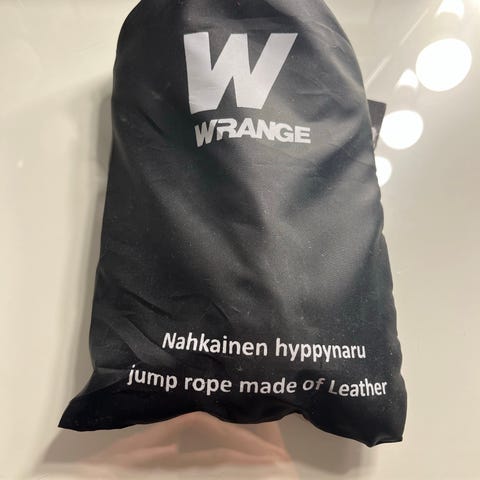 W
WRANGE
Nahkainen hyppynaru
jump rope made of Leather